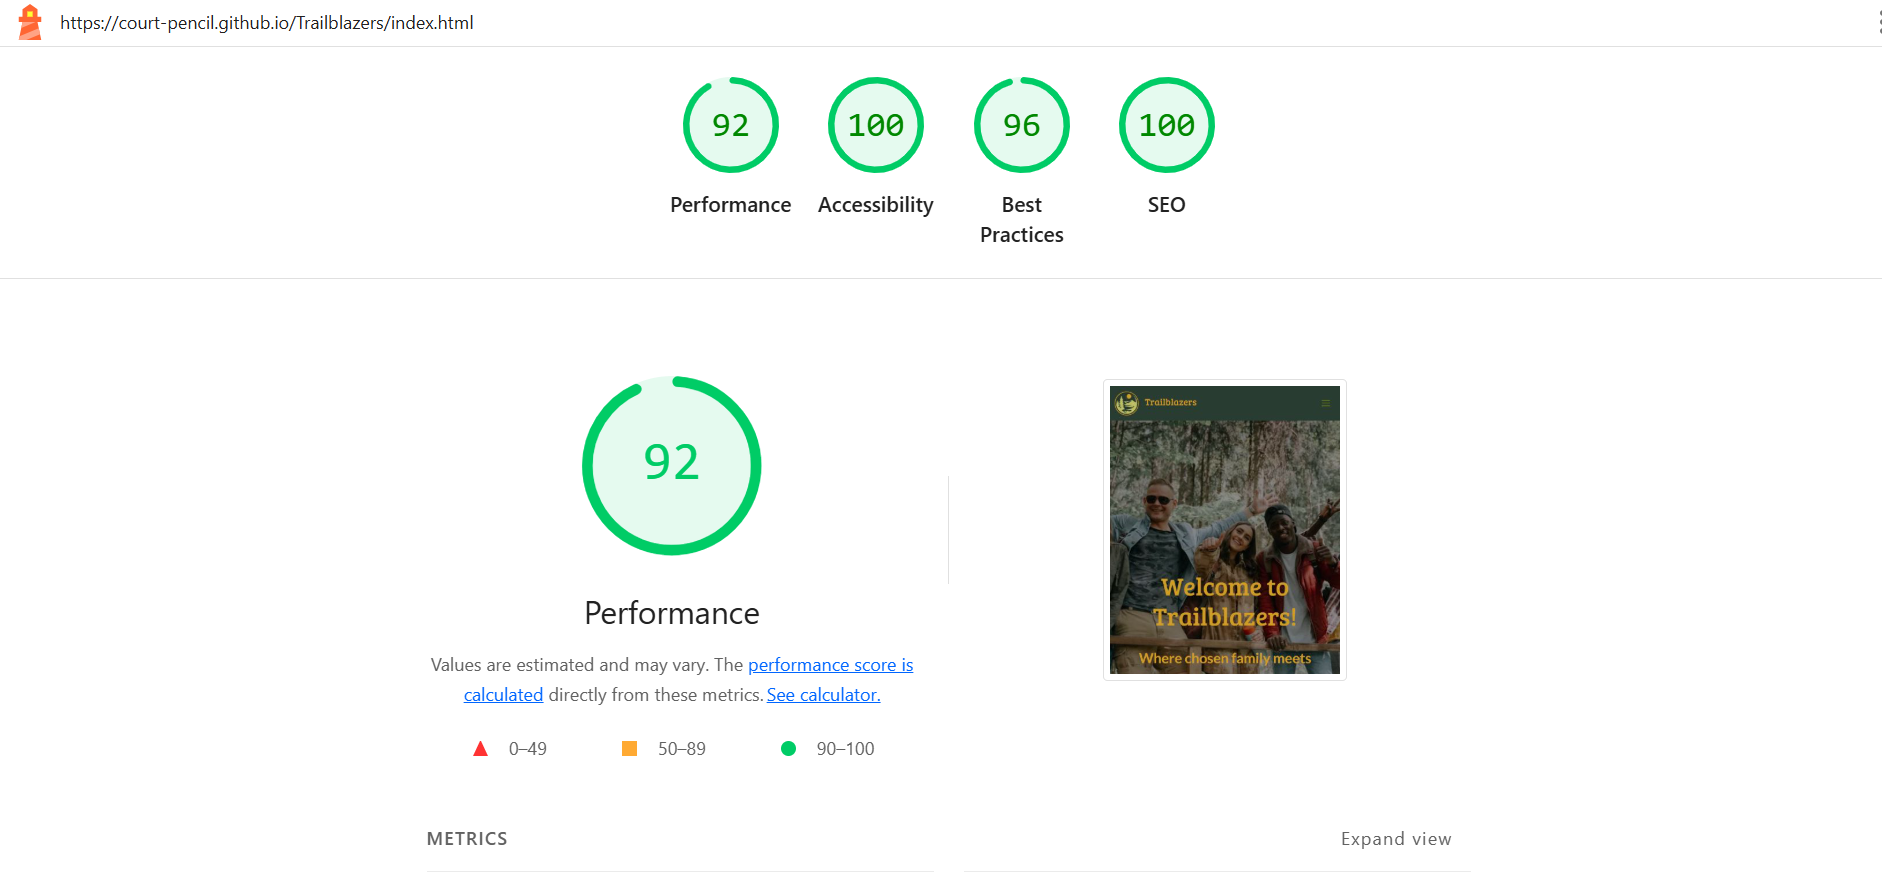 https://court-pencil.github.io/Trailblazers/index.html
92
100
96
100
Performance
Accessibility
Best
Practices
SEO
92
Performance
Values are estimated and may vary. The performance score is
calculated directly from these metrics. See calculator.
0–49
50–89
90–100
Trailblazers
Welcome to
Trailblazers!
Where chosen family meets
METRICS
Expand view